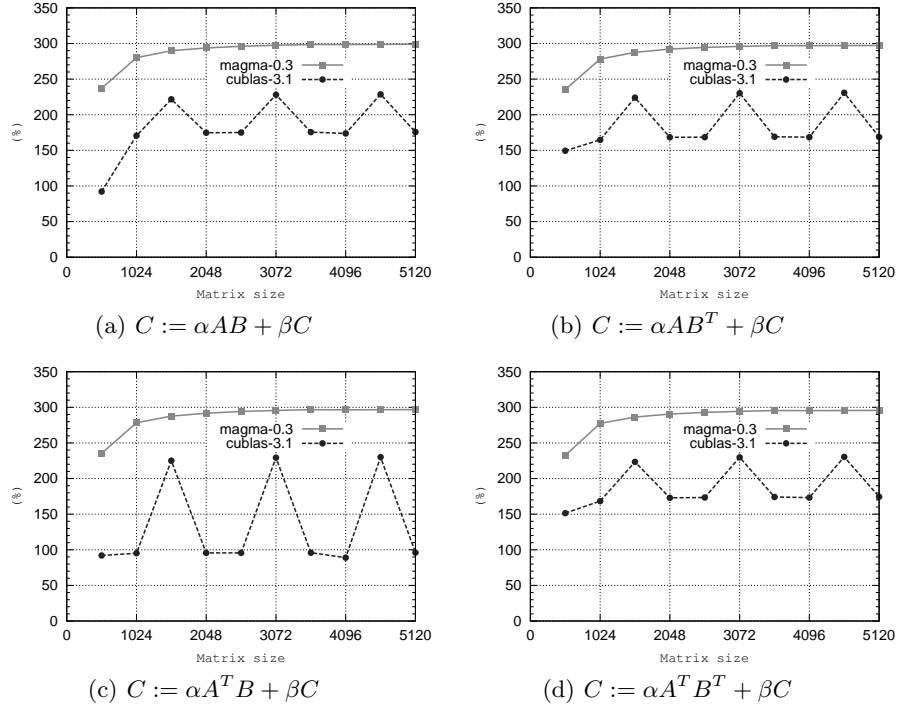 350
300
250
200
150
100
50
0
(%)
magma-0.3
cublas-3.1
0 1024 2048 3072 4096 5120
Matrix size
(a) C := αAB + βC
350
300
250
200
150
100
50
0
(%)
magma-0.3
cublas-3.1
0 1024 2048 3072 4096 5120
Matrix size
(b) C := αAB^T + βC
350
300
250
200
150
100
50
0
(%)
magma-0.3
cublas-3.1
0 1024 2048 3072 4096 5120
Matrix size
(c) C := αA^T B + βC
350
300
250
200
150
100
50
0
(%)
magma-0.3
cublas-3.1
0 1024 2048 3072 4096 5120
Matrix size
(d) C := αA^T B^T + βC